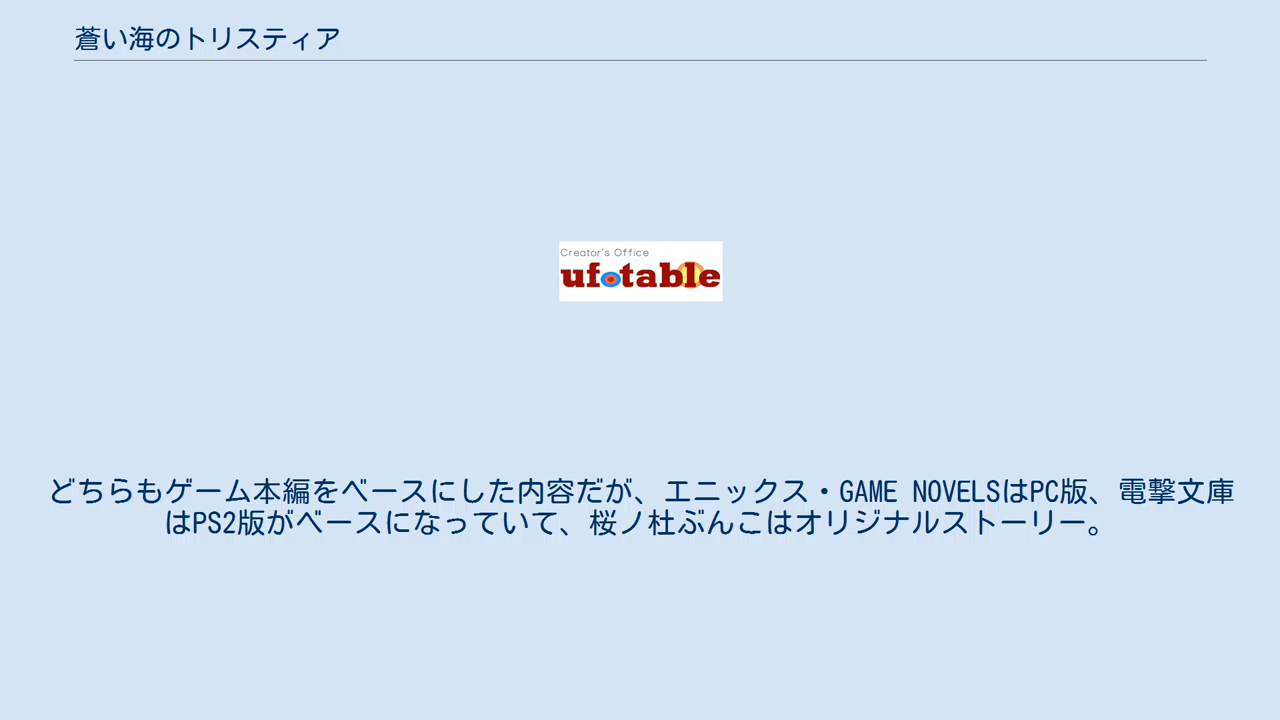 蒼い海のトリスティア
Creator's Office
ufotable
どちらもゲーム本編をベースにした内容だが、エニックス・GAME NOVELSはPC版、電撃文庫
はPS2版がベースになっていて、桜ノ杜ぶんこはオリジナルストーリー。